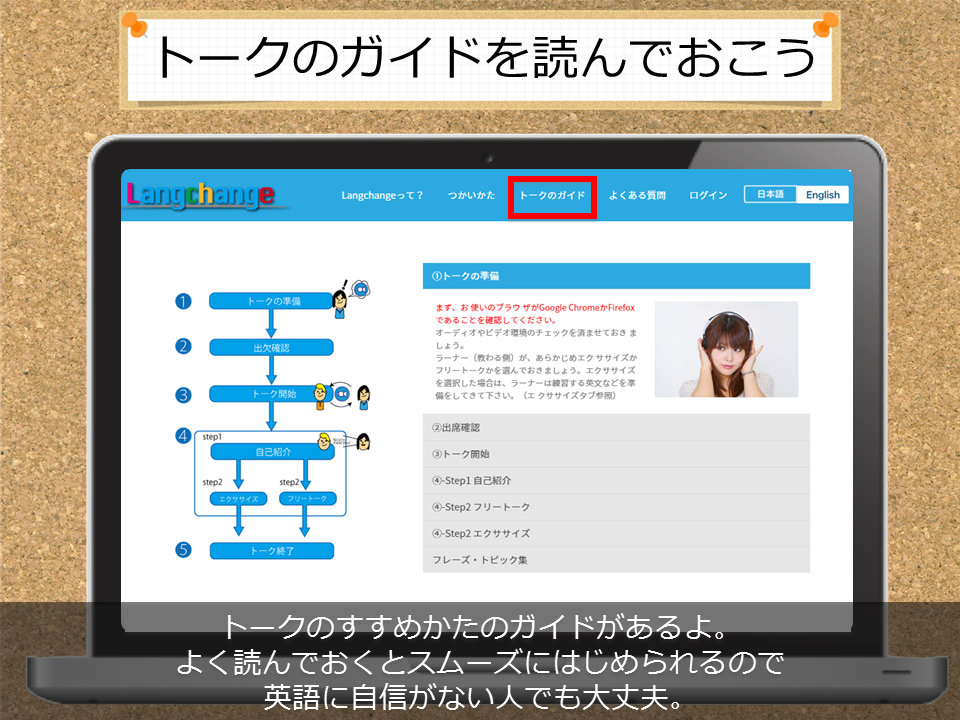 トークのガイドを読んでおこう
Langchange
Langchangeって？ つかいかた トークのガイド よくある質問 ログイン 日本語 English
1 トークの準備
2 出欠確認
3 トーク開始
4 step1
自己紹介
step2 step2
エクササイズ フリートーク
5 トーク終了
①トークの準備
まず、お 使いのブラウ ザがGoogle ChromeかFirefox
であることを確認してください。
オーディオやビデオ環境のチェックを済ませておき ま
しょう。
ラーナー（教わる側）が、あらかじめエク ササイズか
フリートークかを選んでおきましょう。エクササイズ
を選択した場合は、ラーナーは練習する英文などを準
備をしてきて下さい。（エ クササイズタブ参照）
②出席確認
③トーク開始
④-Step1 自己紹介
④-Step2 フリートーク
④-Step2 エクササイズ
フレーズ・トピック集
トークのすすめかたのガイドがあるよ。
よく読んでおくとスムーズにはじめられるので
英語に自信がない人でも大丈夫。